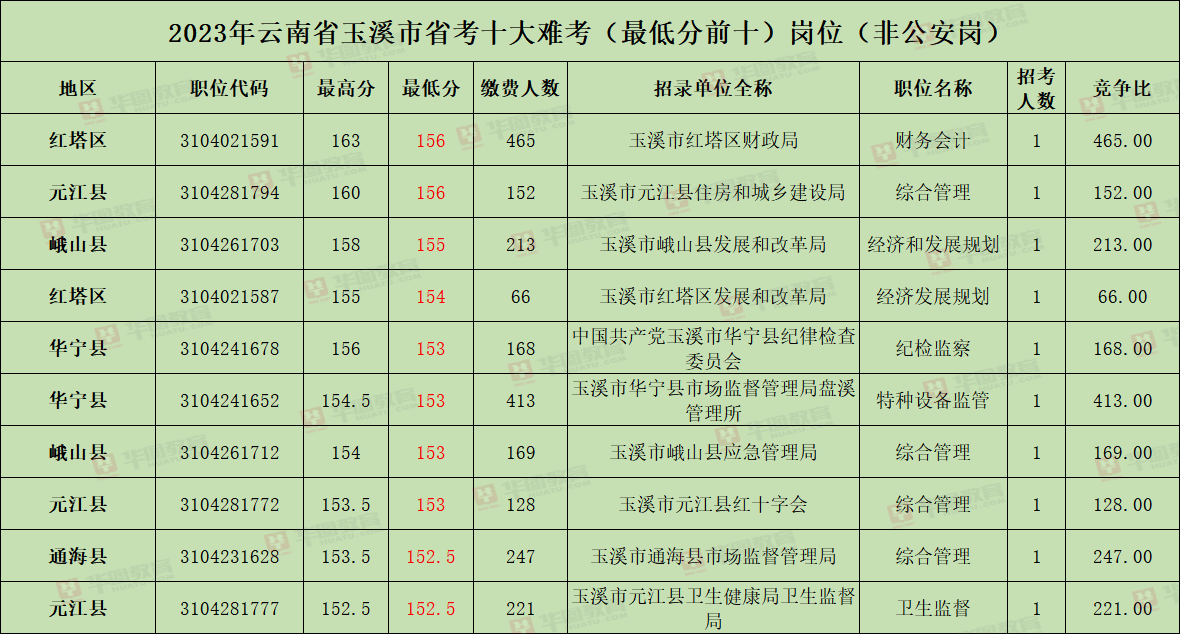 2023年云南省玉溪市省考十大难考（最低分前十）岗位（非公安岗）
地区 职位代码 最高分 最低分 缴费人数 招录单位全称 职位名称 招考人数 竞争比
红塔区 3104021591 163 156 465 玉溪市红塔区财政局 财务会计 1 465.00
元江县 3104281794 160 156 152 玉溪市元江县住房和城乡建设局 综合管理 1 152.00
峨山县 3104261703 158 155 213 玉溪市峨山县发展和改革局 经济和发展规划 1 213.00
红塔区 3104021587 155 154 66 玉溪市红塔区发展和改革局 经济发展规划 1 66.00
华宁县 3104241678 156 153 168 中国共产党玉溪市华宁县纪律检查委员会 纪检监察 1 168.00
华宁县 3104241652 154.5 153 413 玉溪市华宁县市场监督管理局盘溪管理所 特种设备监管 1 413.00
峨山县 3104261712 154 153 169 玉溪市峨山县应急管理局 综合管理 1 169.00
元江县 3104281772 153.5 153 128 玉溪市元江县红十字会 综合管理 1 128.00
通海县 3104231628 153.5 152.5 247 玉溪市通海县市场监督管理局 综合管理 1 247.00
元江县 3104281777 152.5 152.5 221 玉溪市元江县卫生健康局卫生监督局 卫生监督 1 221.00
华图教育